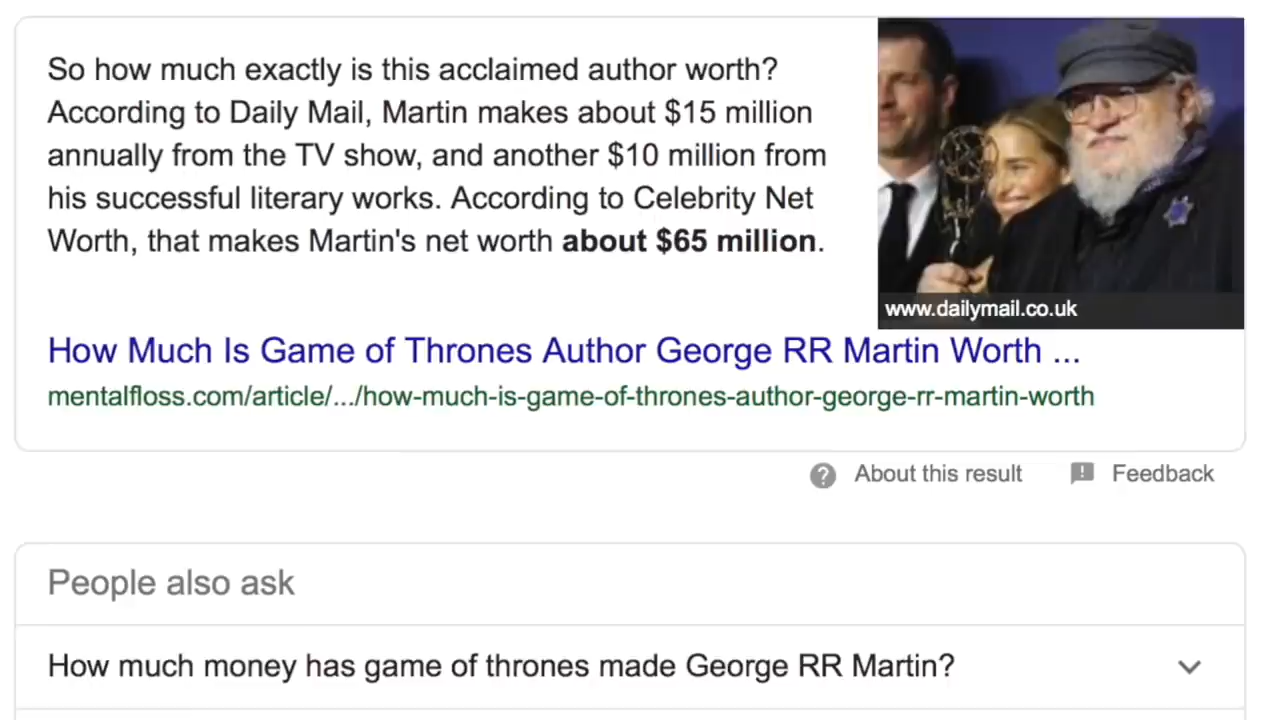 So how much exactly is this acclaimed author worth?
According to Daily Mail, Martin makes about $15 million
annually from the TV show, and another $10 million from
his successful literary works. According to Celebrity Net
Worth, that makes Martin's net worth about $65 million.
www.dailymail.co.uk
How Much Is Game of Thrones Author George RR Martin Worth ...
mentalfloss.com/article/.../how-much-is-game-of-thrones-author-george-rr-martin-worth
About this result
Feedback
People also ask
How much money has game of thrones made George RR Martin?